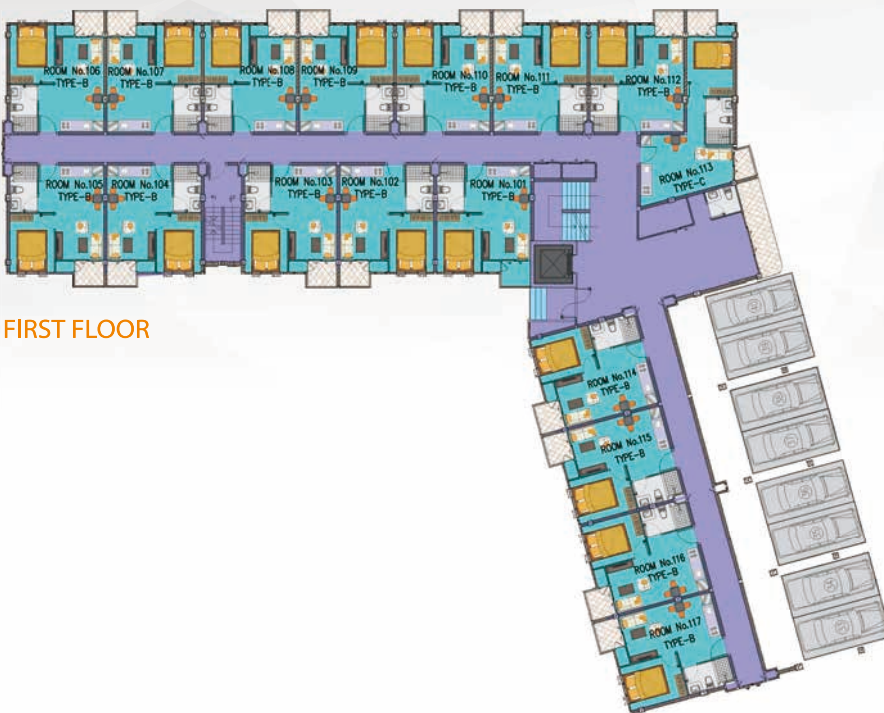 ROOM No.106
TYPE-B
ROOM No.107
TYPE-B
ROOM No.108
TYPE-B
ROOM No.109
TYPE-B
ROOM No.110
TYPE-B
ROOM No.111
TYPE-B
ROOM No.112
TYPE-B
ROOM No.113
TYPE-C
ROOM No.105
TYPE-B
ROOM No.104
TYPE-B
ROOM No.103
TYPE-B
ROOM No.102
TYPE-B
ROOM No.101
TYPE-B
FIRST FLOOR
ROOM No.114
TYPE-B
ROOM No.115
TYPE-B
ROOM No.116
TYPE-B
ROOM No.117
TYPE-B